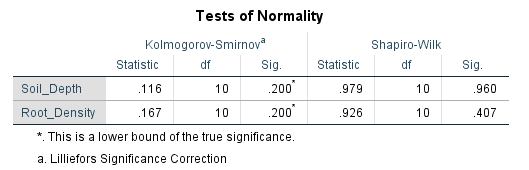 Tests of Normality
Kolmogorov-Smirnovᵃ Shapiro-Wilk
Statistic df Sig. Statistic df Sig.
Soil_Depth .116 10 .200* .979 10 .960
Root_Density .167 10 .200* .926 10 .407
*. This is a lower bound of the true significance.
a. Lilliefors Significance Correction